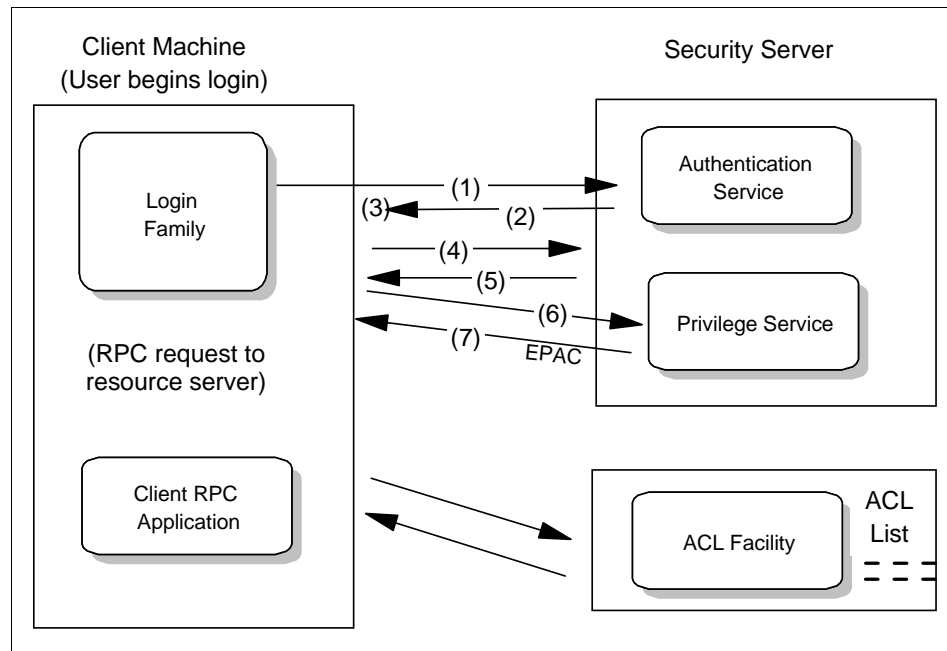 Client Machine
(User begins login)
Security Server
Login
Family
Authentication
Service
(1)
(3)
(2)
(4)
(5)
(6)
(7)
EPAC
Privilege Service
(RPC request to
resource server)
Client RPC
Application
ACL Facility
ACL
List